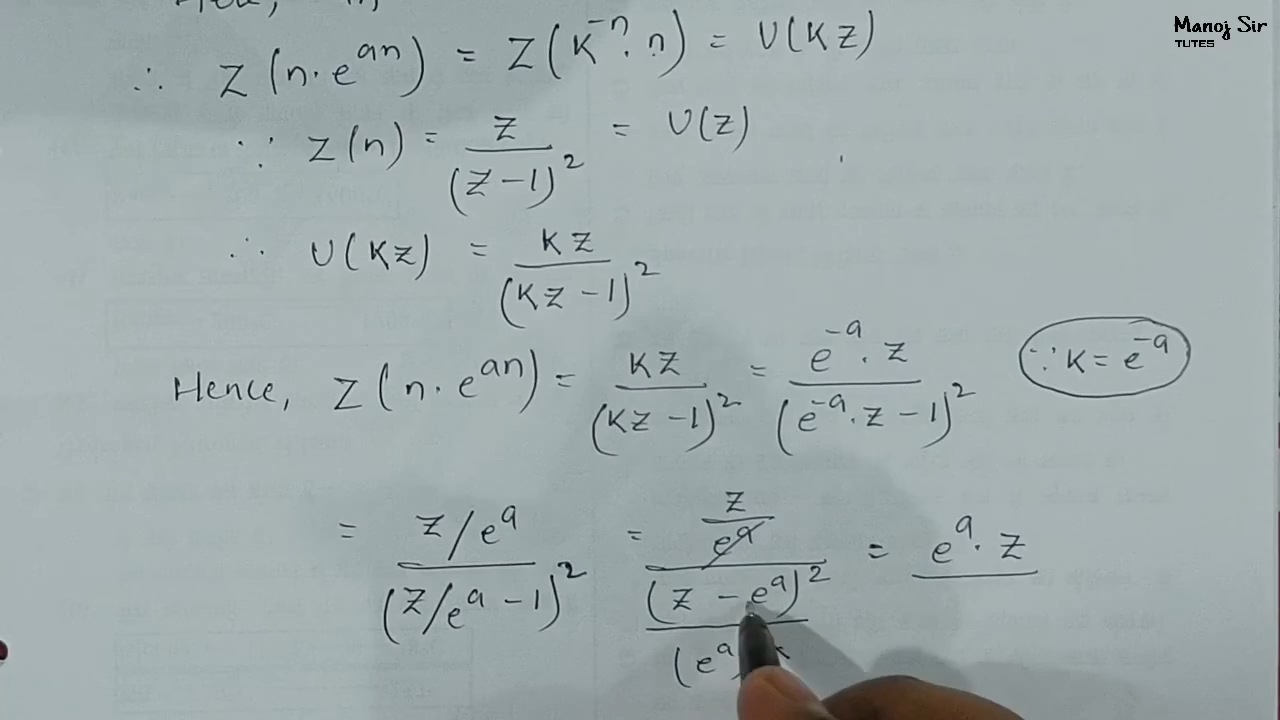 Manoj Sir
TUTES
∴ Z(n·e^{an}) = Z(K^{-n}·n) = U(KZ)
∵ Z(n) = z/(z-1)^2 = U(z)
∴ U(KZ) = KZ/(KZ-1)^2
Hence, Z(n·e^{an}) = KZ/(KZ-1)^2 = e^{-a}·z/(e^{-a}·z-1)^2 ∵ K = e^{-a}
= z/e^a/(z/e^a-1)^2 = z/e^a/(z-e^a)^2/(e^a) = e^a·z